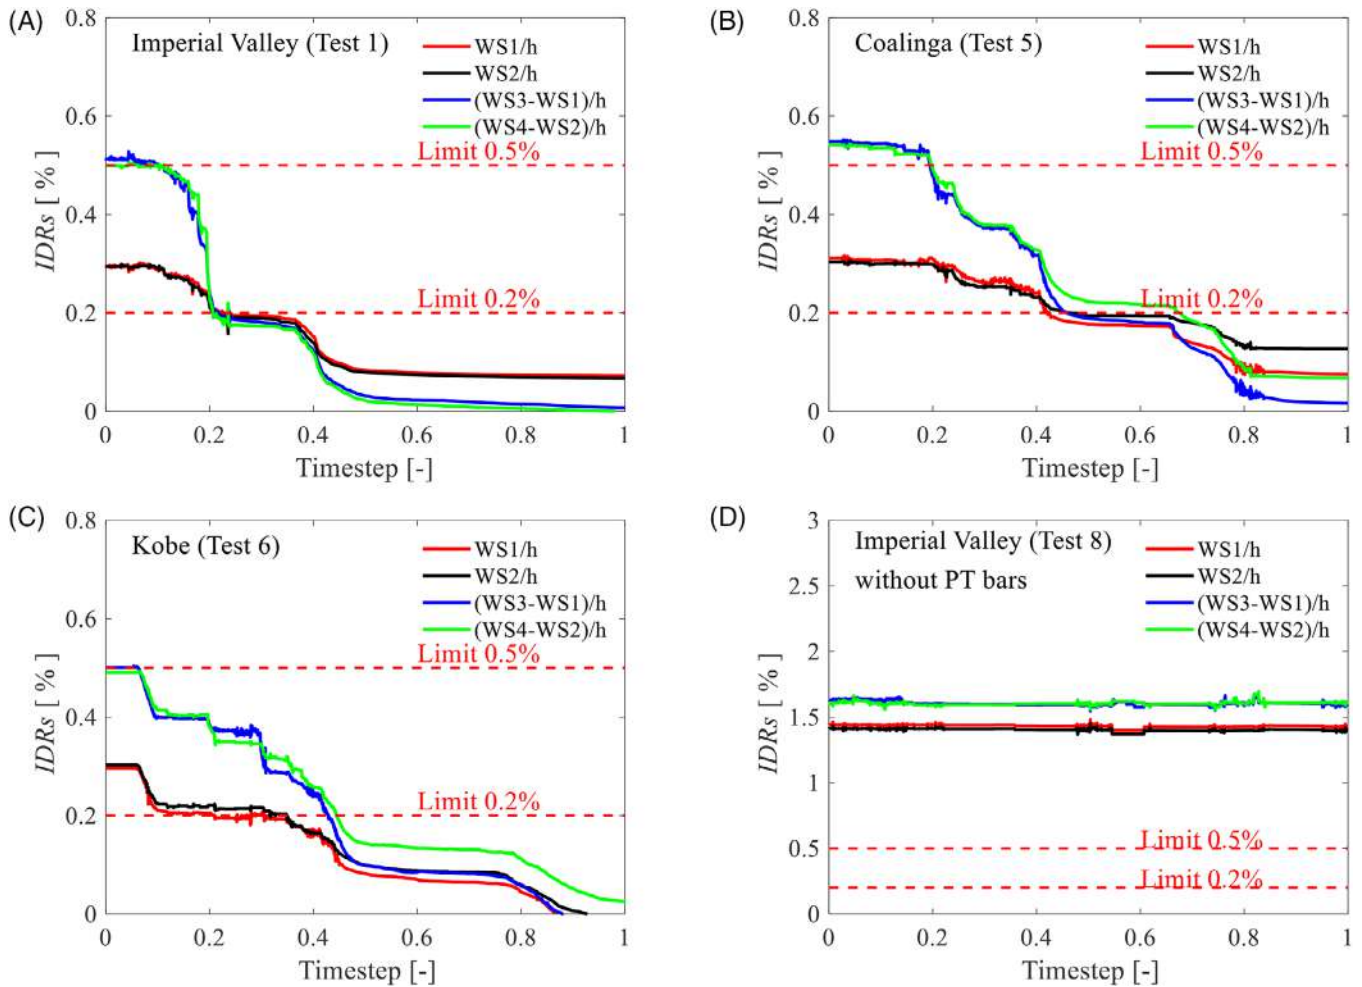 (A)
0.8
0.6
0.4
0.2
0
IDRs [ % ]
Imperial Valley (Test 1)
WS1/h
WS2/h
(WS3-WS1)/h
(WS4-WS2)/h
Limit 0.5%
Limit 0.2%
0 0.2 0.4 0.6 0.8 1
Timestep [-]
(B)
0.8
0.6
0.4
0.2
0
IDRs [ % ]
Coalinga (Test 5)
WS1/h
WS2/h
(WS3-WS1)/h
(WS4-WS2)/h
Limit 0.5%
Limit 0.2%
0 0.2 0.4 0.6 0.8 1
Timestep [-]
(C)
0.8
0.6
0.4
0.2
0
IDRs [ % ]
Kobe (Test 6)
WS1/h
WS2/h
(WS3-WS1)/h
(WS4-WS2)/h
Limit 0.5%
Limit 0.2%
0 0.2 0.4 0.6 0.8 1
Timestep [-]
(D)
3
2.5
2
1.5
1
0.5
0
IDRs [ % ]
Imperial Valley (Test 8)
without PT bars
WS1/h
WS2/h
(WS3-WS1)/h
(WS4-WS2)/h
Limit 0.5%
Limit 0.2%
0 0.2 0.4 0.6 0.8 1
Timestep [-]